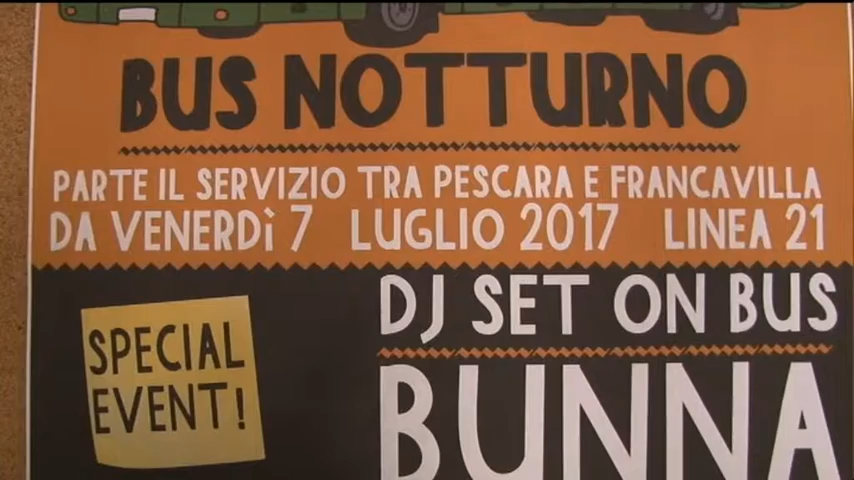 BUS NOTTURNO
PARTE IL SERVIZIO TRA PESCARA E FRANCAVILLA
DA VENERDì 7 LUGLIO 2017 LINEA 21
DJ SET ON BUS
SPECIAL
EVENT!
BUNNA